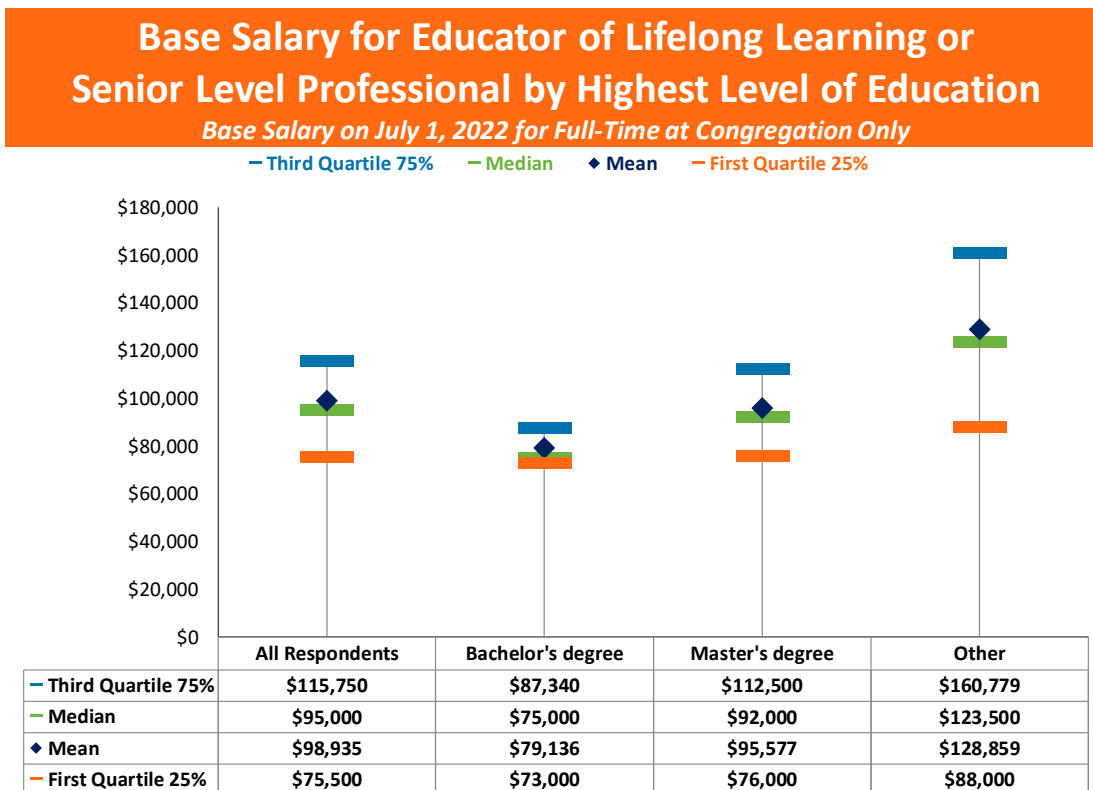 Base Salary for Educator of Lifelong Learning or
Senior Level Professional by Highest Level of Education
Base Salary on July 1, 2022 for Full-Time at Congregation Only
Third Quartile 75% Median Mean First Quartile 25%
$180,000
$160,000
$140,000
$120,000
$100,000
$80,000
$60,000
$40,000
$20,000
$0
All Respondents Bachelor's degree Master's degree Other
Third Quartile 75% $115,750 $87,340 $112,500 $160,779
Median $95,000 $75,000 $92,000 $123,500
Mean $98,935 $79,136 $95,577 $128,859
First Quartile 25% $75,500 $73,000 $76,000 $88,000